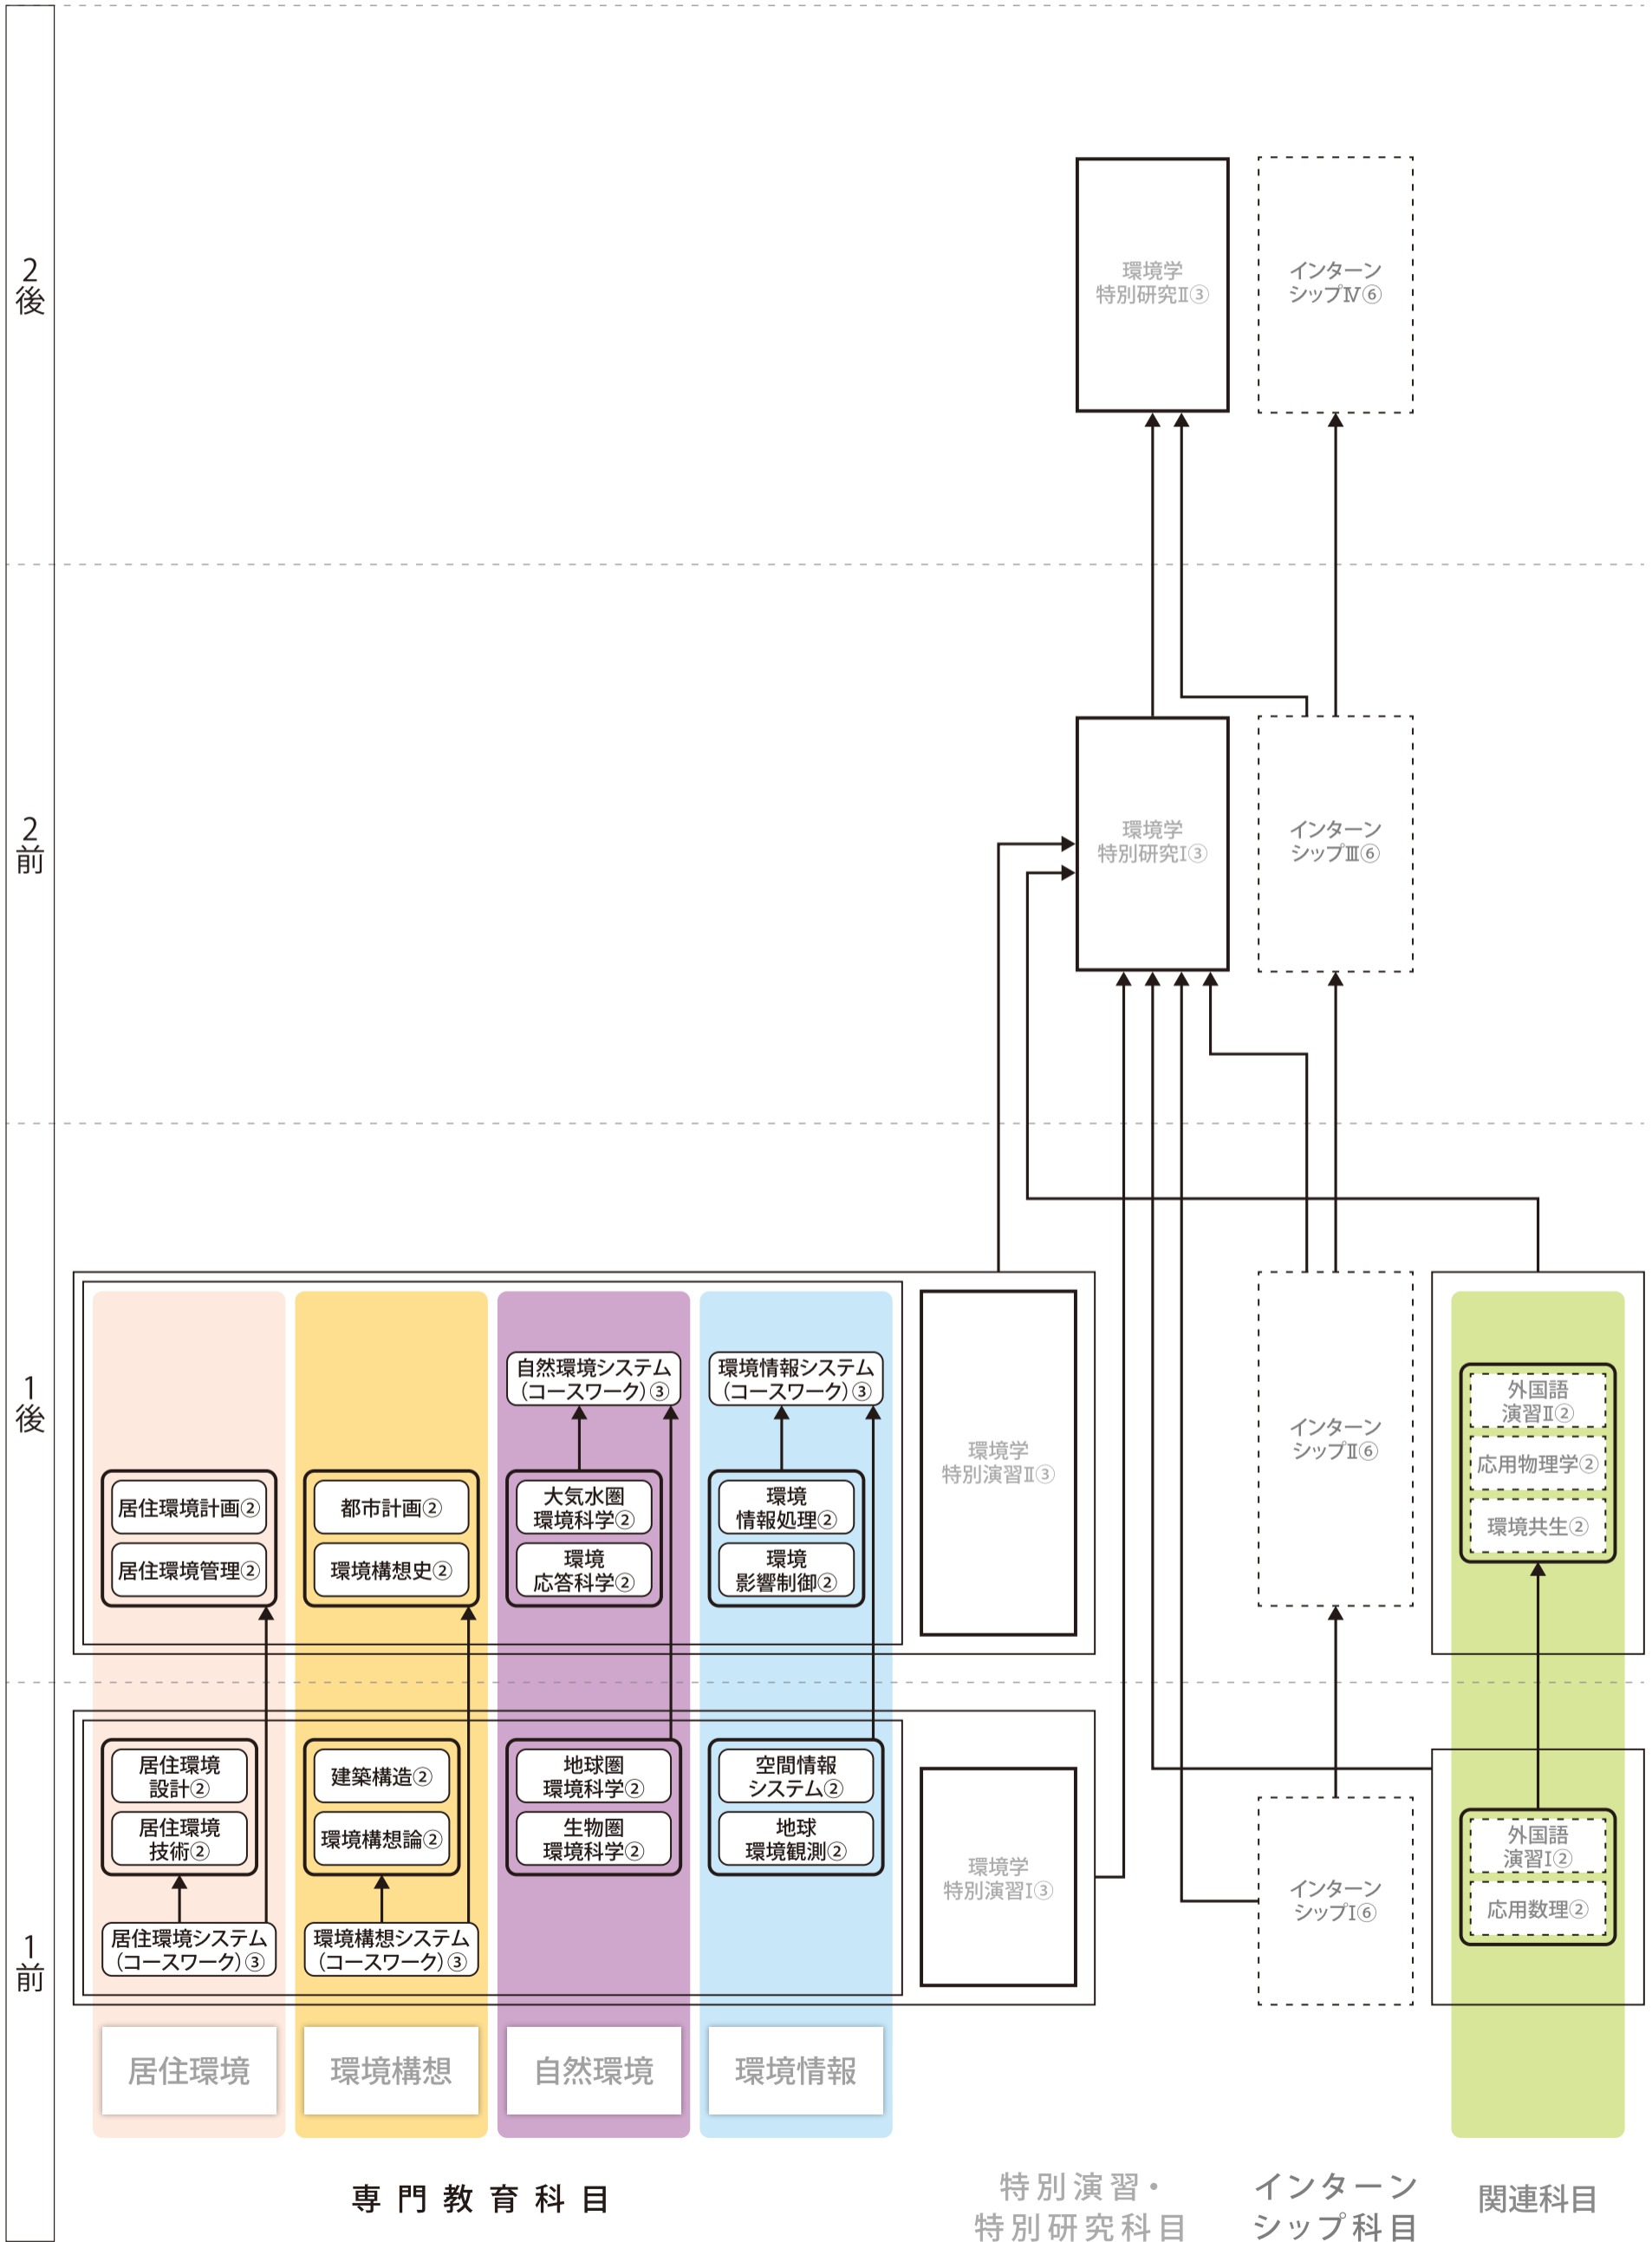 2後
環境学
特別研究Ⅱ③
インターン
シップⅣ⑥
2前
環境学
特別研究Ⅰ③
インターン
シップⅢ⑥
1後
居住環境計画②
居住環境管理②
都市計画②
環境構想史②
自然環境システム
（コースワーク）③
大気水圏
環境科学②
環境
応答科学②
環境情報システム
（コースワーク）③
環境
情報処理②
環境
影響制御②
環境学
特別演習Ⅱ③
インターン
シップⅡ⑥
外国語
演習Ⅱ②
応用物理学②
環境共生②
1前
居住環境
設計②
居住環境
技術②
居住環境システム
（コースワーク）③
建築構造②
環境構想論②
環境構想システム
（コースワーク）③
地球圏
環境科学②
生物圏
環境科学②
空間情報
システム②
地球
環境観測②
環境学
特別演習Ⅰ③
インターン
シップⅠ⑥
外国語
演習Ⅰ②
応用数理②
居住環境
環境構想
自然環境
環境情報
専門教育科目
特別演習・
特別研究科目
インターン
シップ科目
関連科目